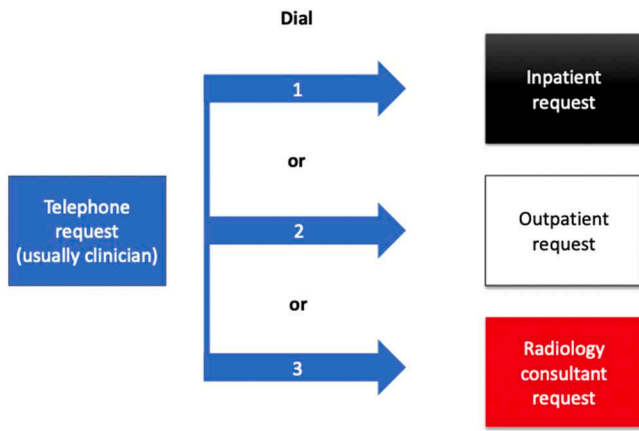 Dial
1
Inpatient
request
or
Telephone
request
(usually clinician)
2
Outpatient
request
or
3
Radiology
consultant
request